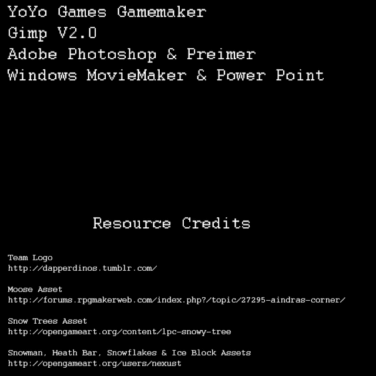 YoYo Games Gamemaker
Gimp V2.0
Adobe Photoshop & Preimer
Windows MovieMaker & Power Point
Resource Credits
Team Logo
http://dapperdinos.tumblr.com/
Moose Asset
http://forums.rpgmakerweb.com/index.php?/topic/27295-aindras-corner/
Snow Trees Asset
http://opengameart.org/content/lpc-snowy-tree
Snowman, Heath Bar, Snowflakes & Ice Block Assets
http://opengameart.org/users/nexust